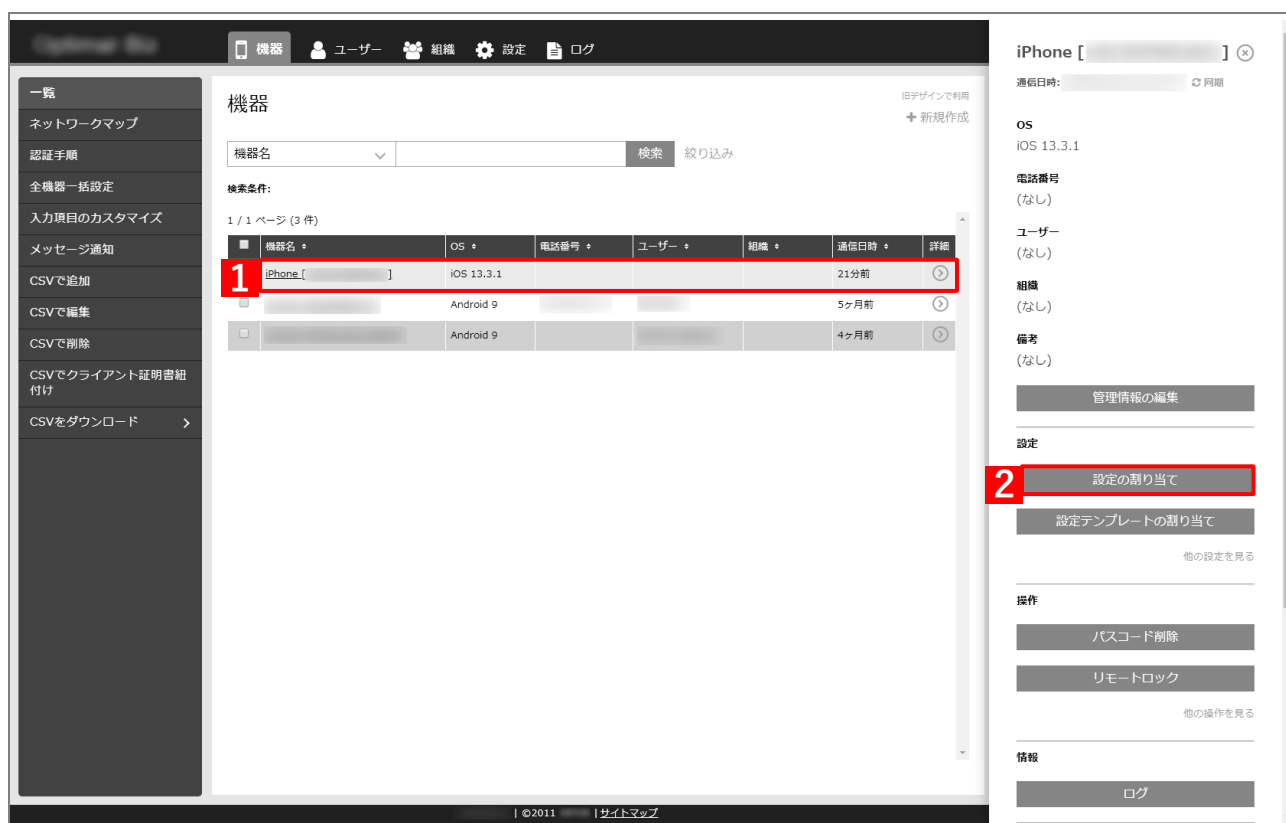 機器 ユーザー 組織 設定 ログ
一覧
ネットワークマップ
認証手順
全機器一括設定
入力項目のカスタマイズ
メッセージ通知
CSVで追加
CSVで編集
CSVで削除
CSVでクライアント証明書紐
付け
CSVをダウンロード
機器
旧デザインで利用
新規作成
機器名 検索 絞り込み
検索条件:
1 / 1 ページ (3 件)
機器名 OS 電話番号 ユーザー 組織 通信日時 詳細
1 iPhone [ ] iOS 13.3.1 21分前
Android 9 5ケ月前
Android 9 4ケ月前
| ©2011 | サイトマップ
iPhone [ ]
通信日時: 同期
OS
iOS 13.3.1
電話番号
(なし)
ユーザー
(なし)
組織
(なし)
備考
(なし)
管理情報の編集
設定
2 設定の割り当て
設定テンプレートの割り当て
他の設定を見る
操作
パスコード削除
リモートロック
他の操作を見る
情報
ログ